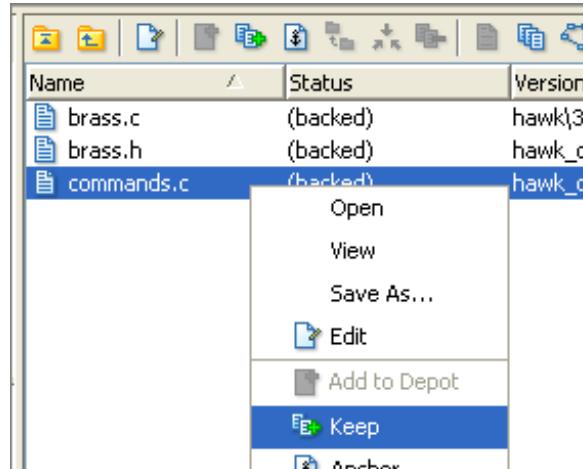 Name Status Version
brass.c (backed) hawk\3
brass.h (backed) hawk_
commands.c (backed) hawk_
Open
View
Save As...
Edit
Add to Depot
Keep
Anchor